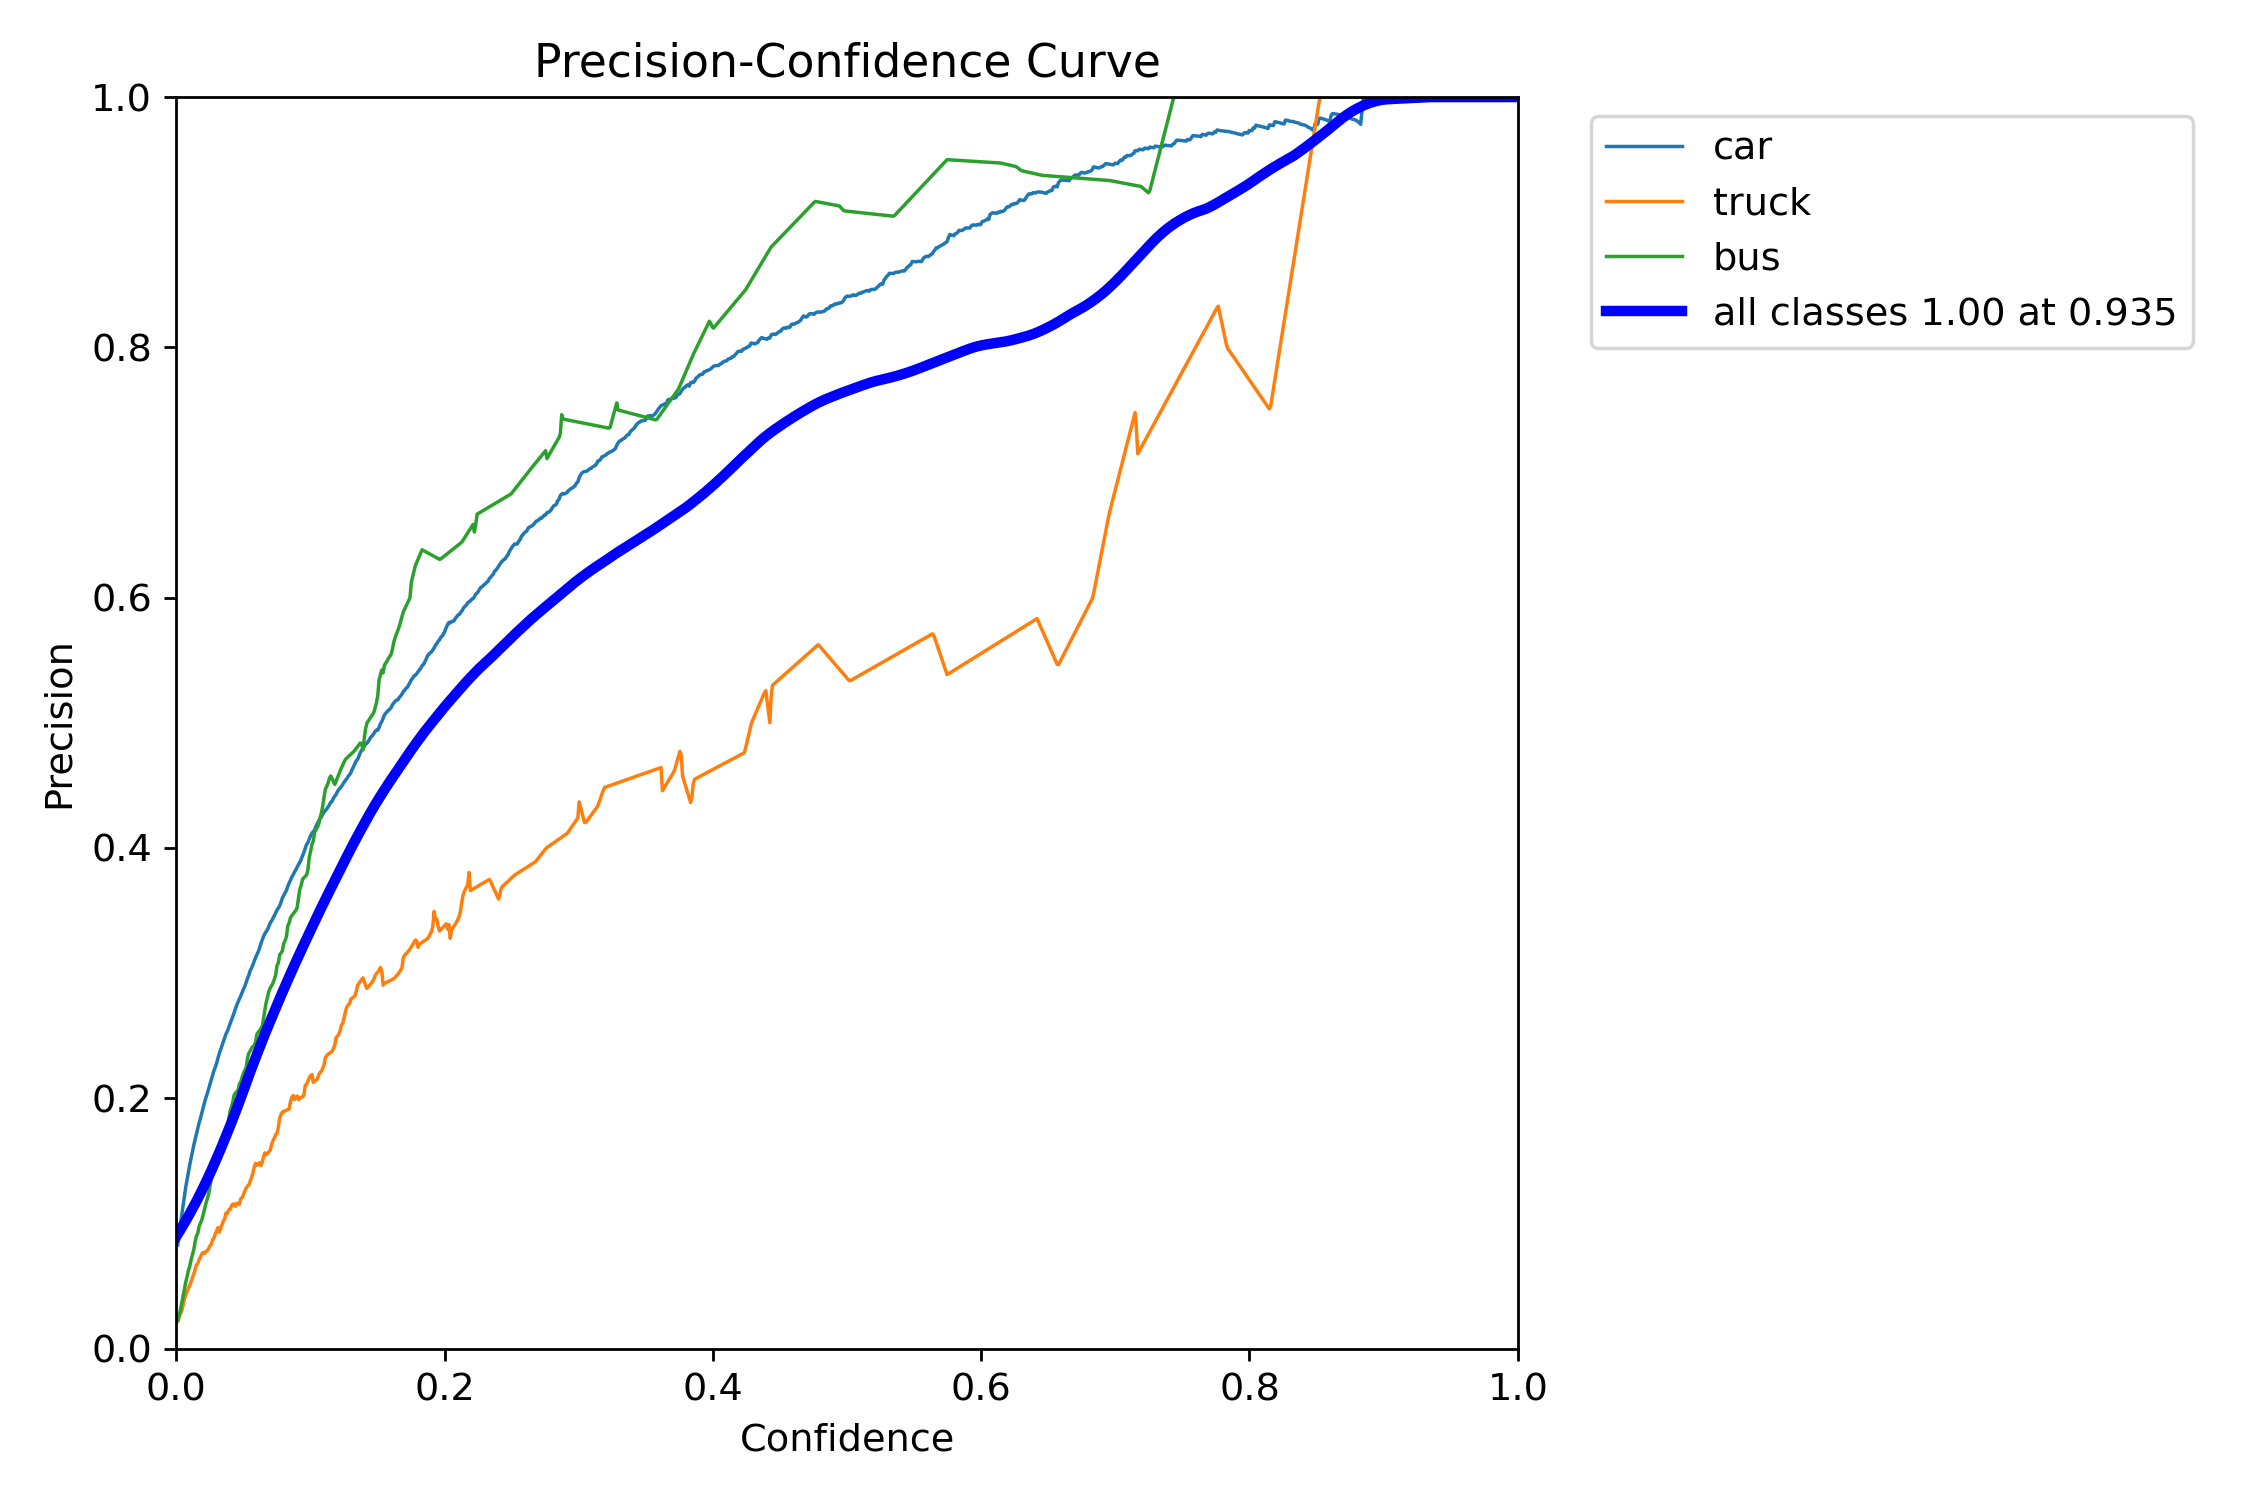 Precision-Confidence Curve
1.0
0.8
0.6
0.4
0.2
0.0
Precision
0.0 0.2 0.4 0.6 0.8 1.0
Confidence
car
truck
bus
all classes 1.00 at 0.935